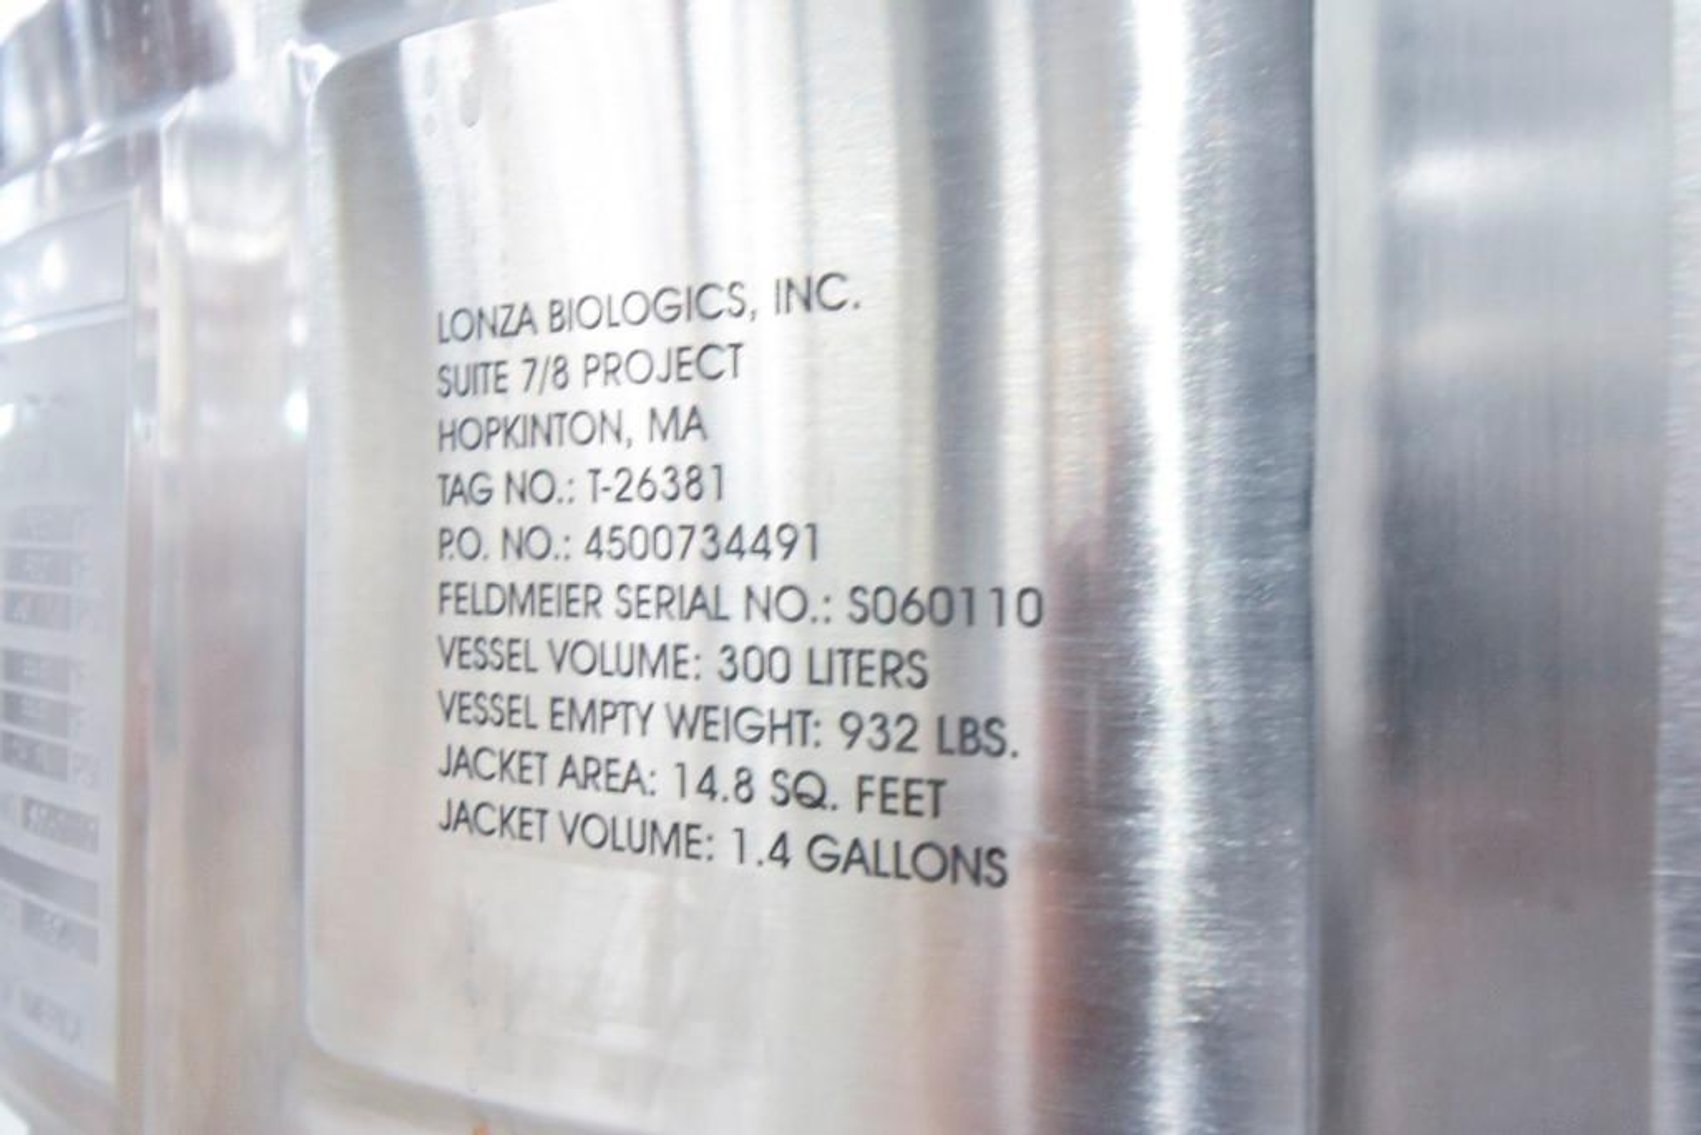 LONZA BIOLOGICS, INC.
SUITE 7/8 PROJECT
HOPKINTON, MA
TAG NO.: T-26381
P.O. NO.: 4500734491
FELDMEIER SERIAL NO.: S060110
VESSEL VOLUME: 300 LITERS
VESSEL EMPTY WEIGHT: 932 LBS.
JACKET AREA: 14.8 SQ. FEET
JACKET VOLUME: 1.4 GALLONS